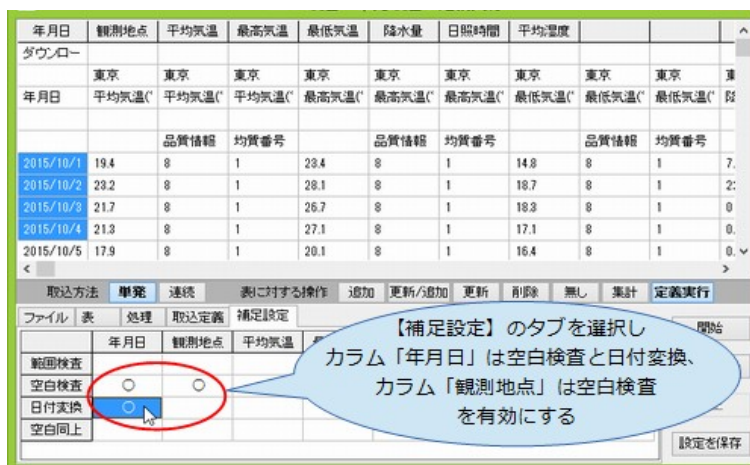 年月日 観測地点 平均気温 最高気温 最低気温 降水量 日照時間 平均湿度
ダウンロー
東京 東京 東京 東京 東京 東京 東京 東京 東京
年月日 平均気温(゜ 平均気温(゜ 平均気温(゜ 最高気温(゜ 最高気温(゜ 最高気温(゜ 最低気温(゜ 最低気温(゜ 最低気温(゜
品質情報 均質番号 品質情報 均質番号 品質情報 均質番号
2015/10/1 19.4 8 1 23.4 8 1 14.8 8 1 7.
2015/10/2 23.2 8 1 28.1 8 1 18.7 8 1
2015/10/3 21.7 8 1 26.7 8 1 18.3 8 1 0
2015/10/4 21.3 8 1 27.1 8 1 17.1 8 1 0.
2015/10/5 17.9 8 1 20.1 8 1 16.4 8 1 0.
取込方法 単発 連続 表に対する操作 追加 更新/追加 更新 削除 無し 集計 定義実行
ファイル 表 処理 取込定義 補足設定
開始
年月日 観測地点 平均気温
範囲検査
空白検査 ○ ○
日付変換 ○
空白同上
【補足設定】のタブを選択し
カラム「年月日」は空白検査と日付変換、
カラム「観測地点」は空白検査
を有効にする
設定を保存